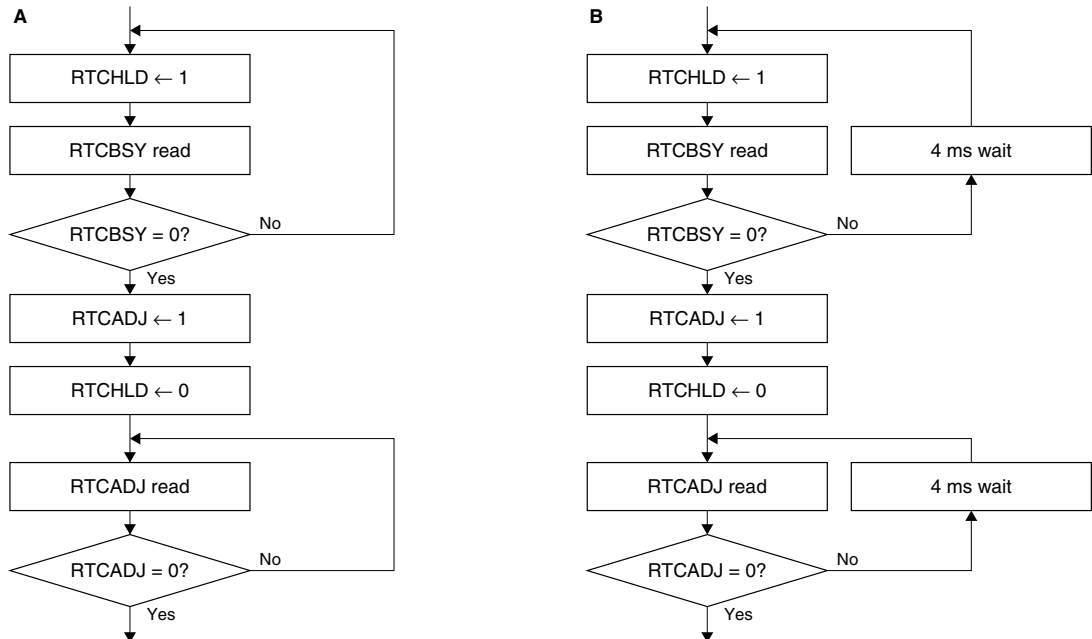 A
RTCHLD ← 1
RTCBSY read
RTCBSY = 0?
No
Yes
RTCADJ ← 1
RTCHLD ← 0
RTCADJ read
RTCADJ = 0?
No
Yes
B
RTCHLD ← 1
RTCBSY read
4 ms wait
RTCBSY = 0?
No
Yes
RTCADJ ← 1
RTCHLD ← 0
RTCADJ read
4 ms wait
RTCADJ = 0?
No
Yes